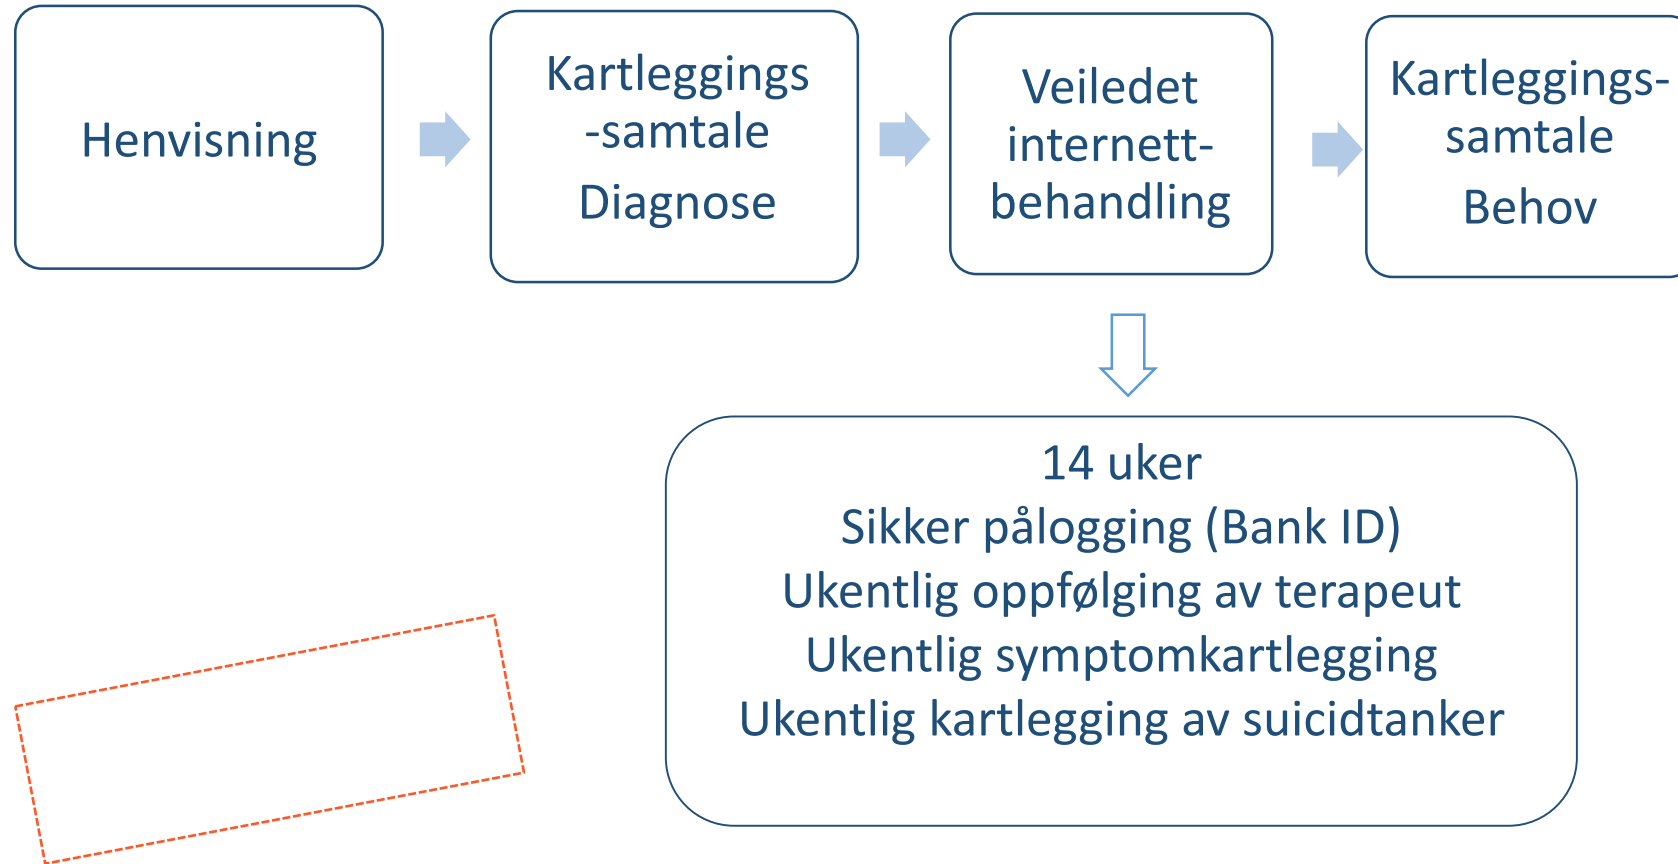 Henvisning
Kartleggings
-samtale
Diagnose
Veiledet
internett-
behandling
Kartleggings-
samtale
Behov
14 uker
Sikker pålogging (Bank ID)
Ukentlig oppfølging av terapeut
Ukentlig symptomkartlegging
Ukentlig kartlegging av suicidtanker